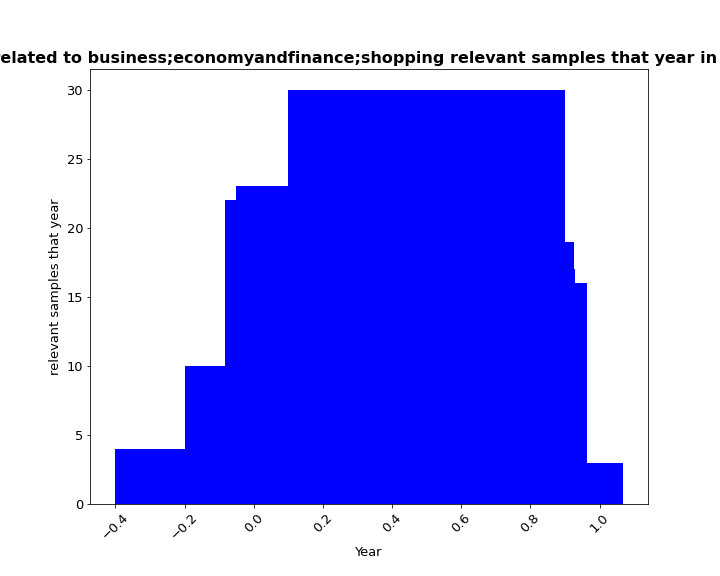 related to business;economyandfinance;shopping relevant samples that year in
30
25
20
15
10
5
0
relevant samples that year
−0.4 −0.2 0.0 0.2 0.4 0.6 0.8 1.0
Year